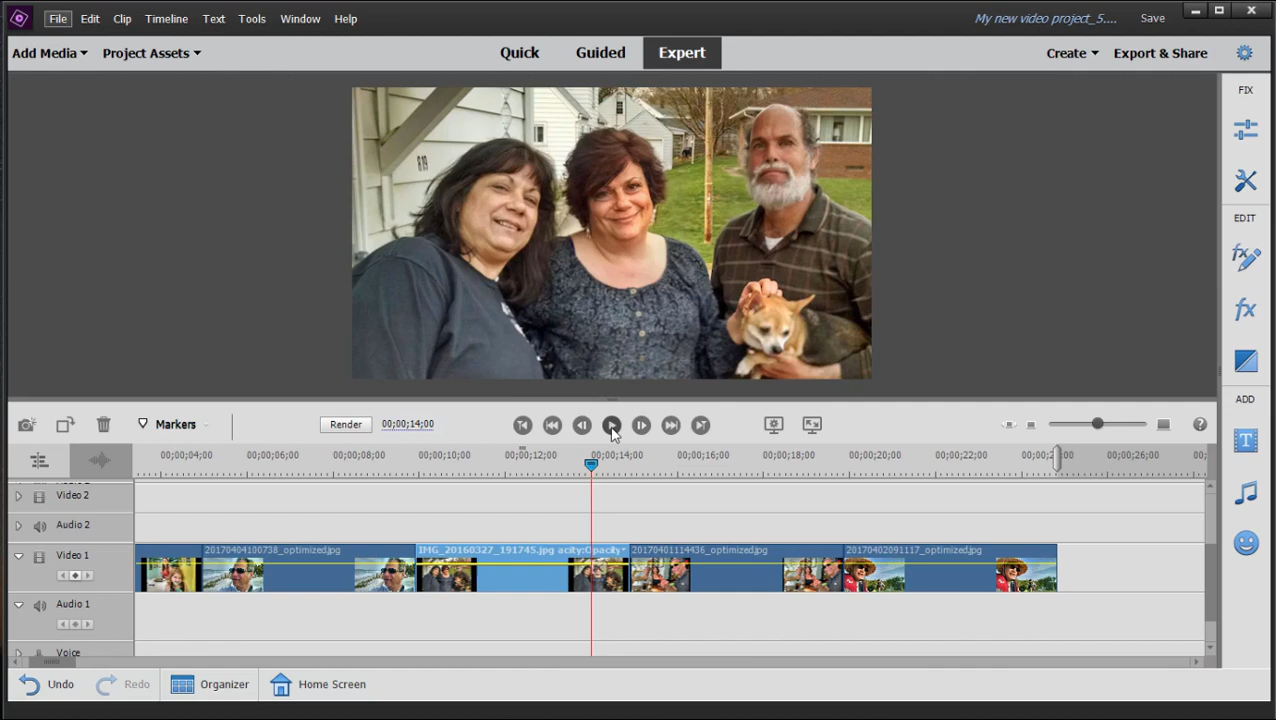 File Edit Clip Timeline Text Tools Window Help My new video project_5.... Save
Add Media Project Assets Quick Guided Expert Create Export & Share
FIX
819
EDIT
ADD
Markers Render 00;00;14;00
00;00;04;00 00;00;06;00 00;00;08;00 00;00;10;00 00;00;12;00 00;00;14;00 00;00;16;00 00;00;18;00 00;00;20;00 00;00;22;00 00;00;26;00
Video 2
Audio 2
Video 1 20170404100738_optimized.jpg IMG_20160327_191745.jpg acity:Opacity 20170401114436_optimized.jpg 20170402091117_optimized.jpg
Audio 1
Voice
Undo Redo Organizer Home Screen